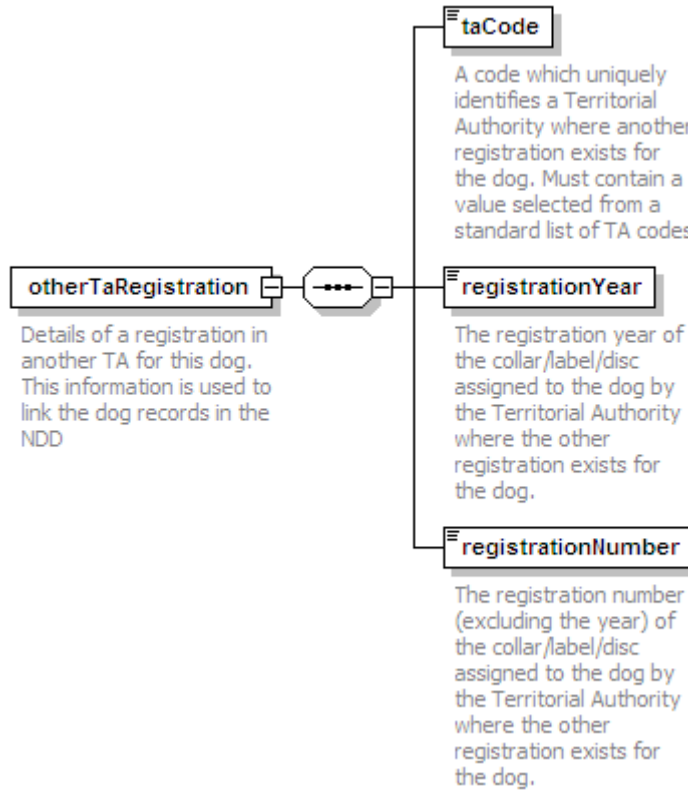 taCode
A code which uniquely
identifies a Territorial
Authority where another
registration exists for
the dog. Must contain a
value selected from a
standard list of TA codes
otherTaRegistration
Details of a registration in
another TA for this dog.
This information is used to
link the dog records in the
NDD
registrationYear
The registration year of
the collar/label/disc
assigned to the dog by
the Territorial Authority
where the other
registration exists for
the dog.
registrationNumber
The registration number
(excluding the year) of
the collar/label/disc
assigned to the dog by
the Territorial Authority
where the other
registration exists for
the dog.